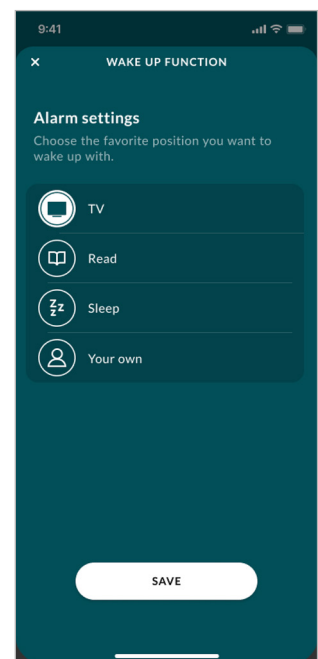 9:41
WAKE UP FUNCTION
Alarm settings
Choose the favorite position you want to
wake up with.
TV
Read
Zzz
Sleep
Your own
SAVE